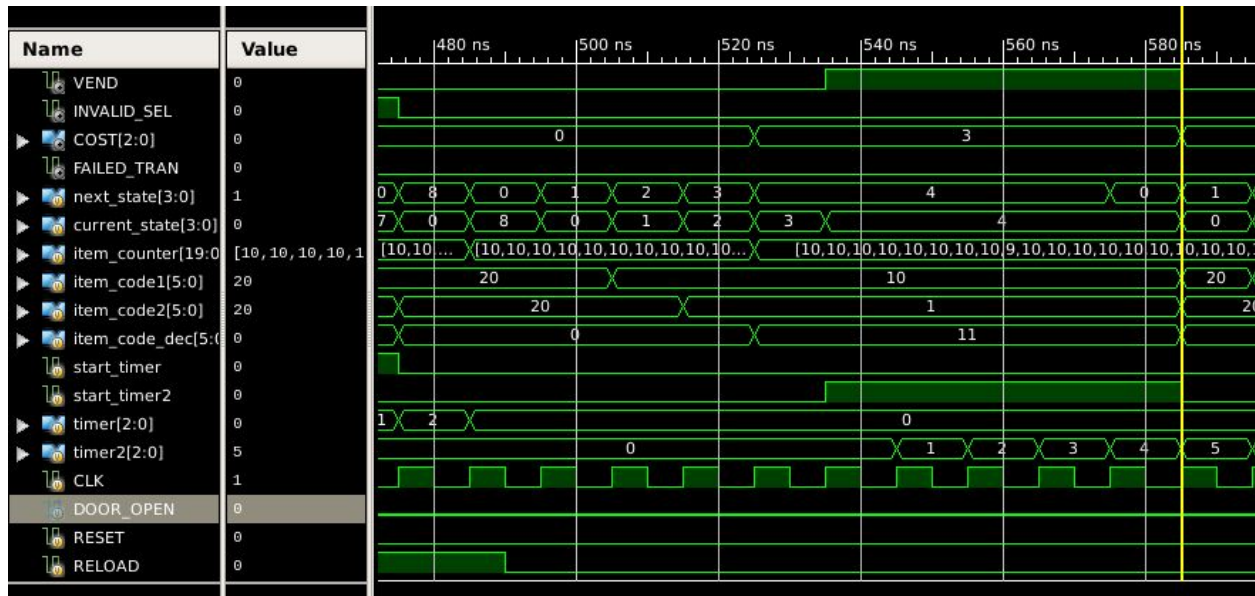 Name Value 480 ns 500 ns 520 ns 540 ns 560 ns 580 ns
VEND 0
INVALID_SEL 0
COST[2:0] 0 0 3
FAILED_TRAN 0
next_state[3:0] 1 0 8 0 1 2 3 4 0 1
current_state[3:0] 0 7 0 8 0 1 2 3 4 0
item_counter[19:0 [10,10,10,10,1 [10,10... [10,10,10,10,10,10,10,10,10,10... [10,10,10,10,10,10,10,10,9,10,10,10,10,10,10,10,10,
item_code1[5:0] 20 20 10 20
item_code2[5:0] 20 20 1 20
item_code_dec[5:0 0 0 11
start_timer 0
start_timer2 0
timer[2:0] 0 1 2 0
timer2[2:0] 5 0 1 2 3 4 5
CLK 1
DOOR_OPEN 0
RESET 0
RELOAD 0